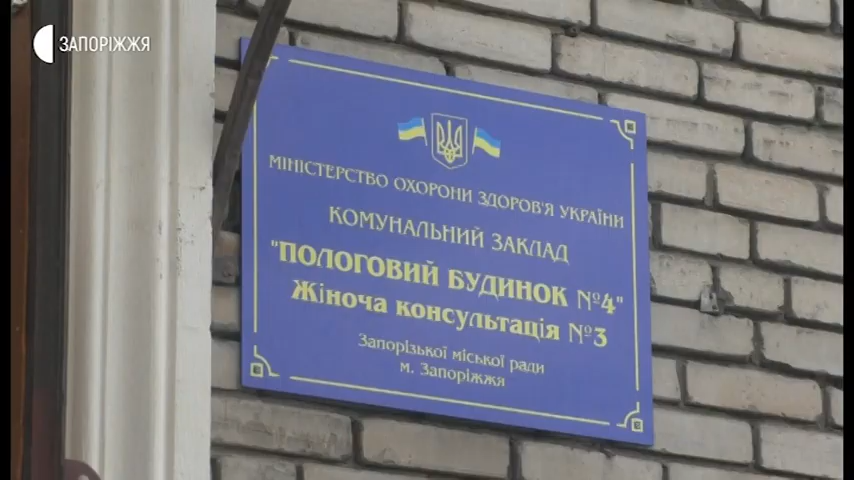 ЗАПОРІЖЖЯ
МІНІСТЕРСТВО ОХОРОНИ ЗДОРОВ'Я УКРАЇНИ
КОМУНАЛЬНИЙ ЗАКЛАД
"ПОЛОГОВИЙ БУДИНОК №4"
Жіноча консультація №3
Запорізької міської ради
м. Запоріжжя